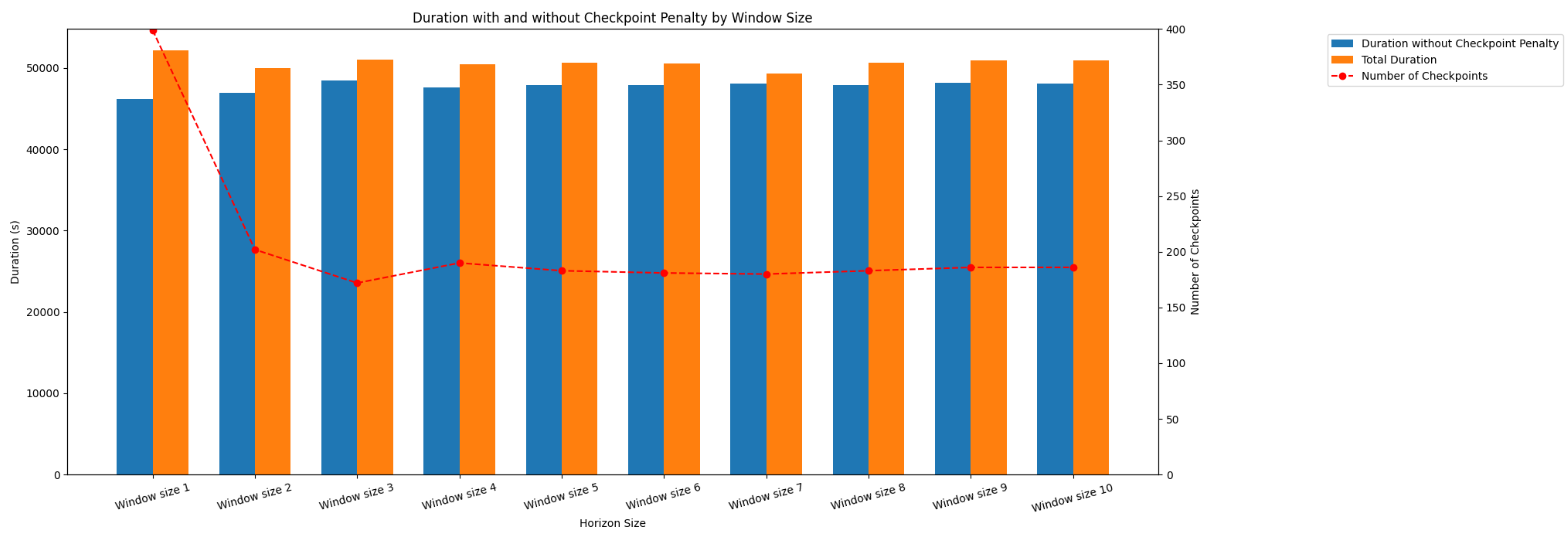 Duration with and without Checkpoint Penalty by Window Size
Duration (s)
50000
40000
30000
20000
10000
0
Window size 1
Window size 2
Window size 3
Window size 4
Window size 5
Window size 6
Window size 7
Window size 8
Window size 9
Window size 10
Horizon Size
400
350
300
250
200
150
100
50
0
Number of Checkpoints
Duration without Checkpoint Penalty
Total Duration
Number of Checkpoints